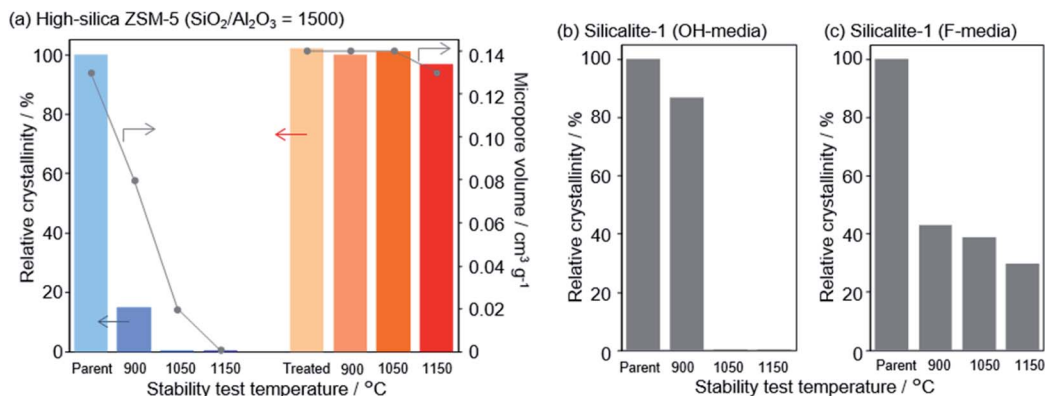 (a) High-silica ZSM-5 (SiO2/Al2O3 = 1500)
Relative crystallinity / %
100
80
60
40
20
0
Micropore volume / cm3 g-1
0.14
0.12
0.10
0.08
0.06
0.04
0.02
0
Parent 900 1050 1150 Treated 900 1050 1150
Stability test temperature / °C
(b) Silicalite-1 (OH-media)
Relative crystallinity / %
100
80
60
40
20
0
Parent 900 1050 1150
(c) Silicalite-1 (F-media)
Relative crystallinity / %
100
80
60
40
20
0
Parent 900 1050 1150
Stability test temperature / °C